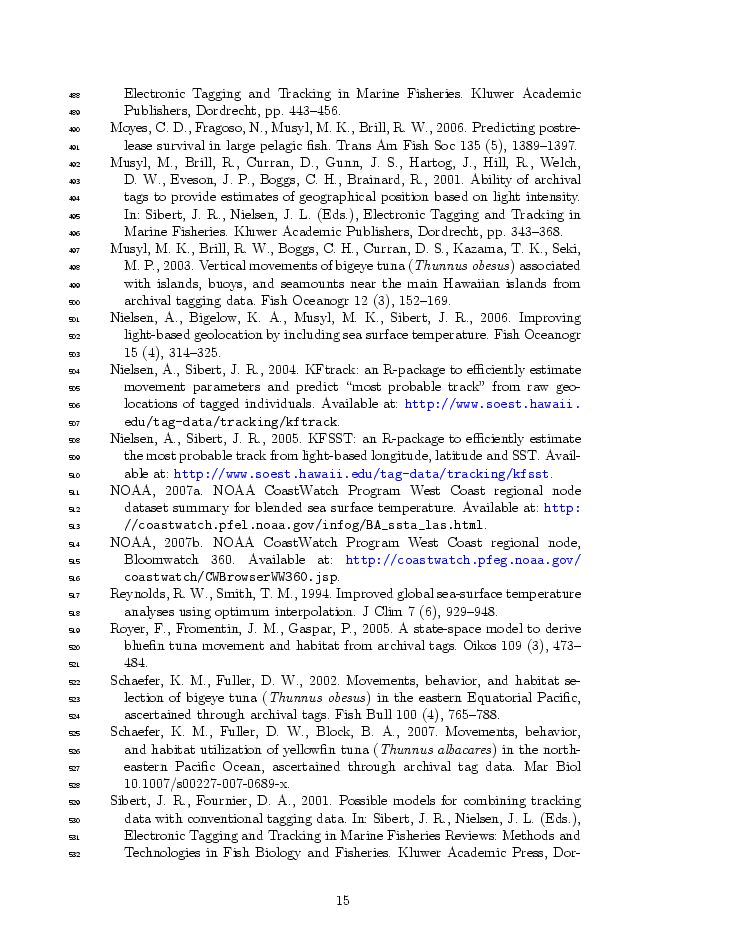 488 Electronic Tagging and Tracking in Marine Fisheries. Kluwer Academic
489 Publishers, Dordrecht, pp. 443–456.
490 Moyes, C. D., Fragoso, N., Musyl, M. K., Brill, R. W., 2006. Predicting postre-
491 lease survival in large pelagic fish. Trans Am Fish Soc 135 (5), 1389–1397.
492 Musyl, M., Brill, R., Curran, D., Gunn, J. S., Hartog, J., Hill, R., Welch,
493 D. W., Eveson, J. P., Boggs, C. H., Brainard, R., 2001. Ability of archival
494 tags to provide estimates of geographical position based on light intensity.
495 In: Sibert, J. R., Nielsen, J. L. (Eds.), Electronic Tagging and Tracking in
496 Marine Fisheries. Kluwer Academic Publishers, Dordrecht, pp. 343–368.
497 Musyl, M. K., Brill, R. W., Boggs, C. H., Curran, D. S., Kazama, T. K., Seki,
498 M. P., 2003. Vertical movements of bigeye tuna (Thunnus obesus) associated
499 with islands, buoys, and seamounts near the main Hawaiian islands from
500 archival tagging data. Fish Oceanogr 12 (3), 152–169.
501 Nielsen, A., Bigelow, K. A., Musyl, M. K., Sibert, J. R., 2006. Improving
502 light-based geolocation by including sea surface temperature. Fish Oceanogr
503 15 (4), 314–325.
504 Nielsen, A., Sibert, J. R., 2004. KFtrack: an R-package to efficiently estimate
505 movement parameters and predict “most probable track” from raw geo-
506 locations of tagged individuals. Available at: http://www.soest.hawaii.
507 edu/tag-data/tracking/kftrack.
508 Nielsen, A., Sibert, J. R., 2005. KFSST: an R-package to efficiently estimate
509 the most probable track from light-based longitude, latitude and SST. Avail-
510 able at: http://www.soest.hawaii.edu/tag-data/tracking/kfsst.
511 NOAA, 2007a. NOAA CoastWatch Program West Coast regional node
512 dataset summary for blended sea surface temperature. Available at: http:
513 //coastwatch.pfel.noaa.gov/infog/BA_ssta_las.html.
514 NOAA, 2007b. NOAA CoastWatch Program West Coast regional node,
515 Bloomwatch 360. Available at: http://coastwatch.pfeg.noaa.gov/
516 coastwatch/CWBrowserWW360.jsp.
517 Reynolds, R. W., Smith, T. M., 1994. Improved global sea-surface temperature
518 analyses using optimum interpolation. J Clim 7 (6), 929–948.
519 Royer, F., Fromentin, J. M., Gaspar, P., 2005. A state-space model to derive
520 bluefin tuna movement and habitat from archival tags. Oikos 109 (3), 473–
521 484.
522 Schaefer, K. M., Fuller, D. W., 2002. Movements, behavior, and habitat se-
523 lection of bigeye tuna (Thunnus obesus) in the eastern Equatorial Pacific,
524 ascertained through archival tags. Fish Bull 100 (4), 765–788.
525 Schaefer, K. M., Fuller, D. W., Block, B. A., 2007. Movements, behavior,
526 and habitat utilization of yellowfin tuna (Thunnus albacares) in the north-
527 eastern Pacific Ocean, ascertained through archival tag data. Mar Biol
528 10.1007/s00227-007-0689-x.
529 Sibert, J. R., Fournier, D. A., 2001. Possible models for combining tracking
530 data with conventional tagging data. In: Sibert, J. R., Nielsen, J. L. (Eds.),
531 Electronic Tagging and Tracking in Marine Fisheries Reviews: Methods and
532 Technologies in Fish Biology and Fisheries. Kluwer Academic Press, Dor-
15